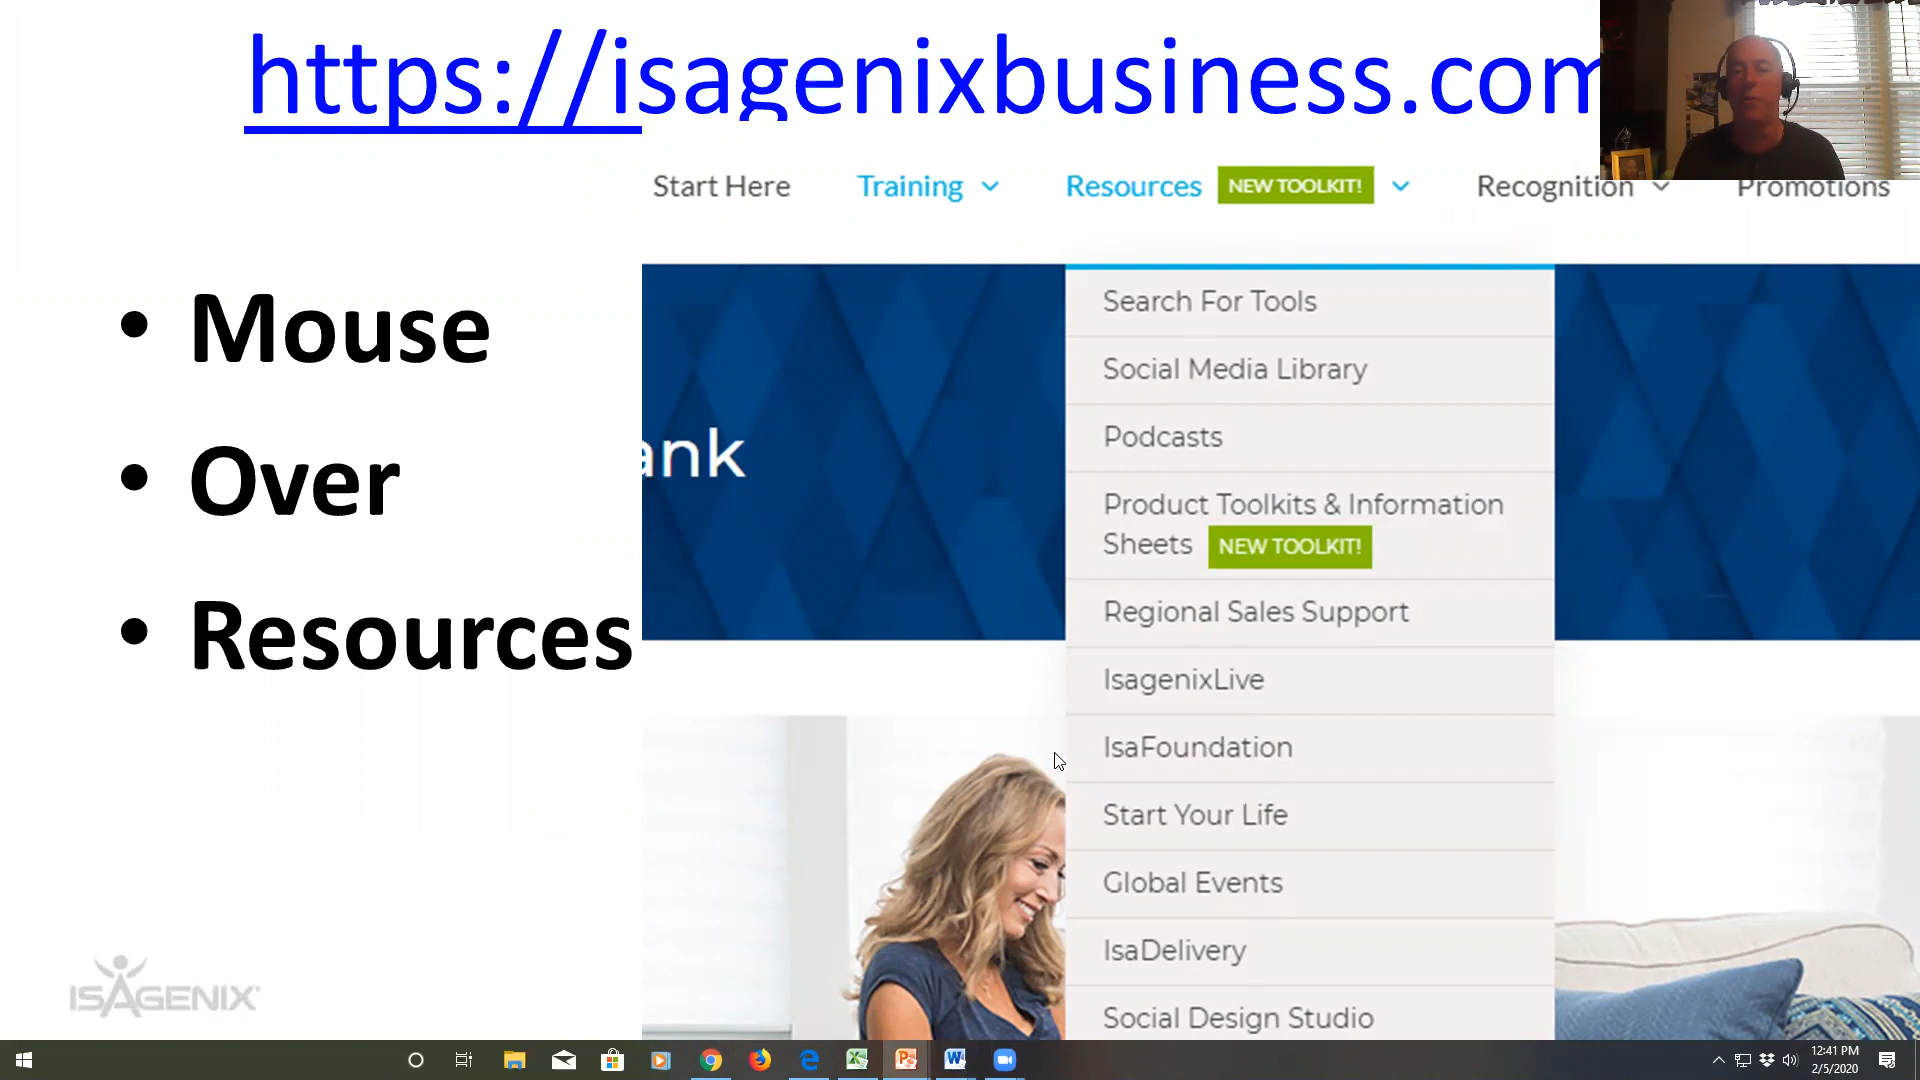 https://isagenixbusiness.com
Start Here Training Resources NEW TOOLKIT! Recognition Promotions
• Mouse
• Over
• Resources
ank
Search For Tools
Social Media Library
Podcasts
Product Toolkits & Information
Sheets NEW TOOLKIT!
Regional Sales Support
IsagenixLive
IsaFoundation
Start Your Life
Global Events
IsaDelivery
Social Design Studio
ISAGENIX
12:41 PM
2/5/2020